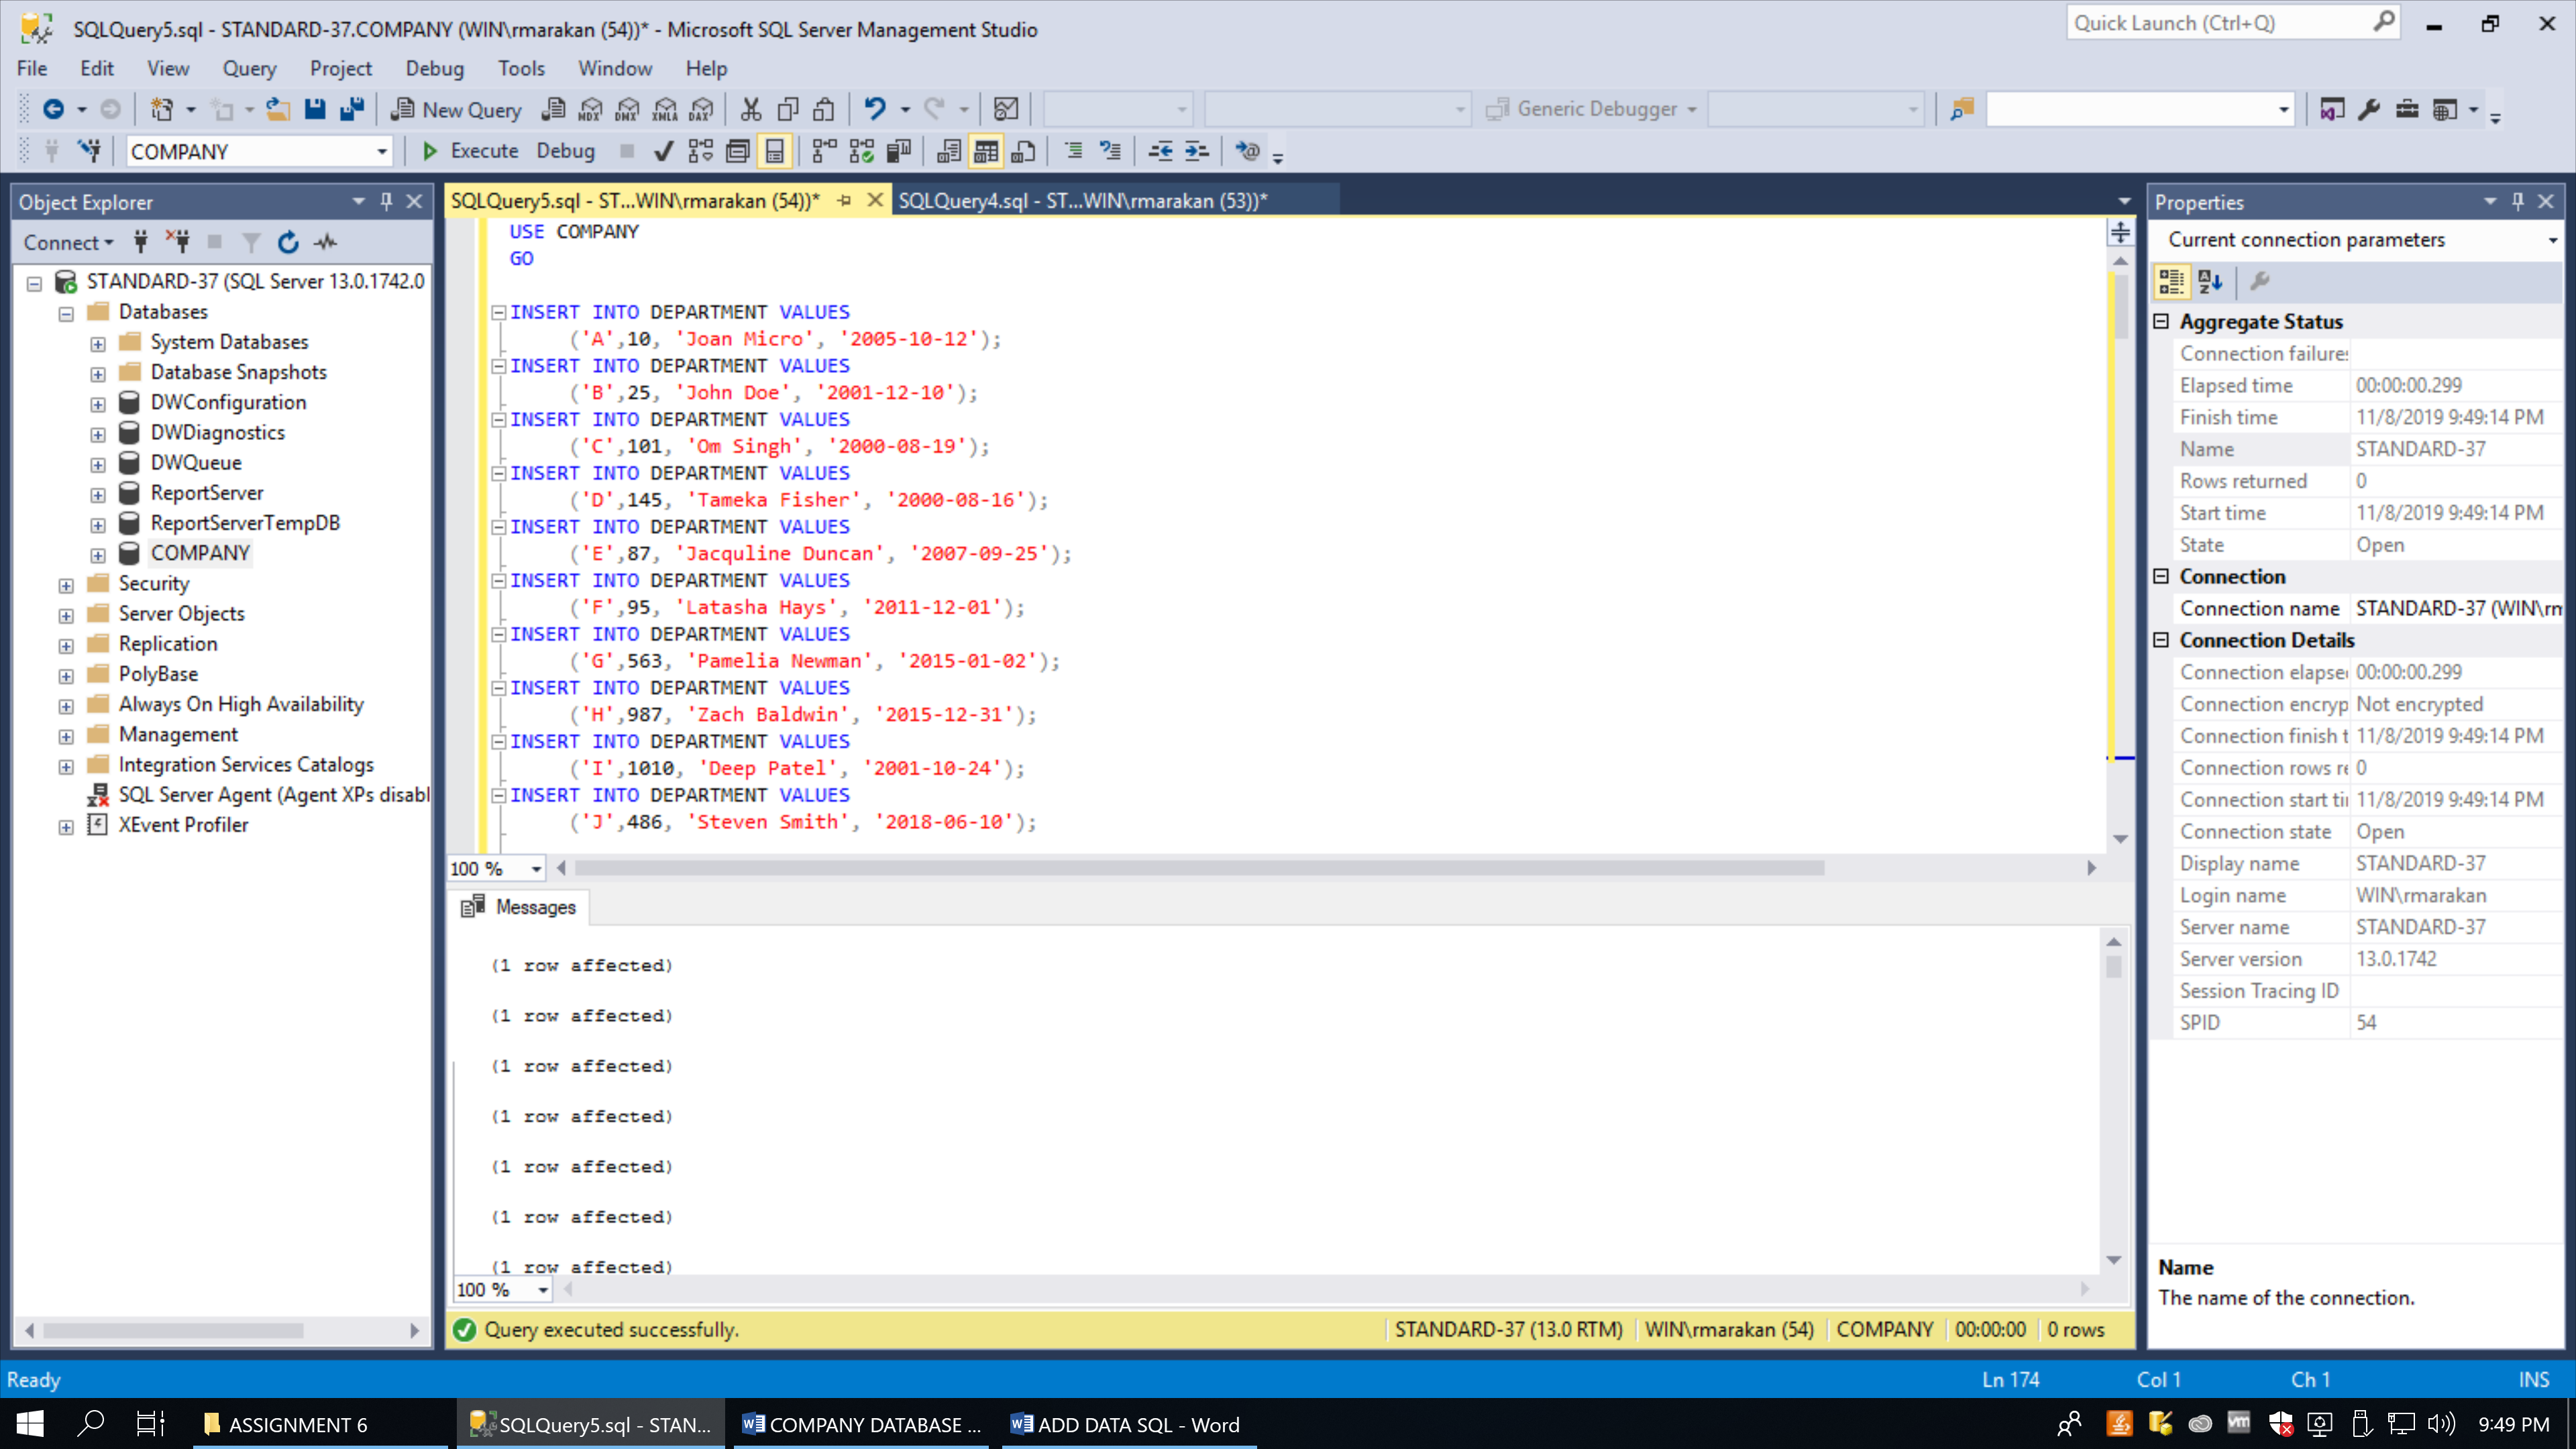 SQLQuery5.sql - STANDARD-37.COMPANY (WIN\rmarakan (54))* - Microsoft SQL Server Management Studio
Quick Launch (Ctrl+Q)
File Edit View Query Project Debug Tools Window Help
New Query MDX DMX XMLA DAX Generic Debugger
COMPANY Execute Debug
Object Explorer
Connect
STANDARD-37 (SQL Server 13.0.1742.0
Databases
System Databases
Database Snapshots
DWConfiguration
DWDiagnostics
DWQueue
ReportServer
ReportServerTempDB
COMPANY
Security
Server Objects
Replication
PolyBase
Always On High Availability
Management
Integration Services Catalogs
SQL Server Agent (Agent XPs disabl
XEvent Profiler
SQLQuery5.sql - ST...WIN\rmarakan (54))* SQLQuery4.sql - ST...WIN\rmarakan (53))*
USE COMPANY
GO
INSERT INTO DEPARTMENT VALUES
('A',10, 'Joan Micro', '2005-10-12');
INSERT INTO DEPARTMENT VALUES
('B',25, 'John Doe', '2001-12-10');
INSERT INTO DEPARTMENT VALUES
('C',101, 'Om Singh', '2000-08-19');
INSERT INTO DEPARTMENT VALUES
('D',145, 'Tameka Fisher', '2000-08-16');
INSERT INTO DEPARTMENT VALUES
('E',87, 'Jacquline Duncan', '2007-09-25');
INSERT INTO DEPARTMENT VALUES
('F',95, 'Latasha Hays', '2011-12-01');
INSERT INTO DEPARTMENT VALUES
('G',563, 'Pamelia Newman', '2015-01-02');
INSERT INTO DEPARTMENT VALUES
('H',987, 'Zach Baldwin', '2015-12-31');
INSERT INTO DEPARTMENT VALUES
('I',1010, 'Deep Patel', '2001-10-24');
INSERT INTO DEPARTMENT VALUES
('J',486, 'Steven Smith', '2018-06-10');
100 %
Messages
(1 row affected)
(1 row affected)
(1 row affected)
(1 row affected)
(1 row affected)
(1 row affected)
(1 row affected)
100 %
Query executed successfully. STANDARD-37 (13.0 RTM) WIN\rmarakan (54) COMPANY 00:00:00 0 rows
Properties
Current connection parameters
Aggregate Status
Connection failures
Elapsed time 00:00:00.299
Finish time 11/8/2019 9:49:14 PM
Name STANDARD-37
Rows returned 0
Start time 11/8/2019 9:49:14 PM
State Open
Connection
Connection name STANDARD-37 (WIN\rm
Connection Details
Connection elapse 00:00:00.299
Connection encryp Not encrypted
Connection finish t 11/8/2019 9:49:14 PM
Connection rows re 0
Connection start ti 11/8/2019 9:49:14 PM
Connection state Open
Display name STANDARD-37
Login name WIN\rmarakan
Server name STANDARD-37
Server version 13.0.1742
Session Tracing ID
SPID 54
Name
The name of the connection.
Ready Ln 174 Col 1 Ch 1 INS
ASSIGNMENT 6 SQLQuery5.sql - STAN... COMPANY DATABASE ... ADD DATA SQL - Word 9:49 PM